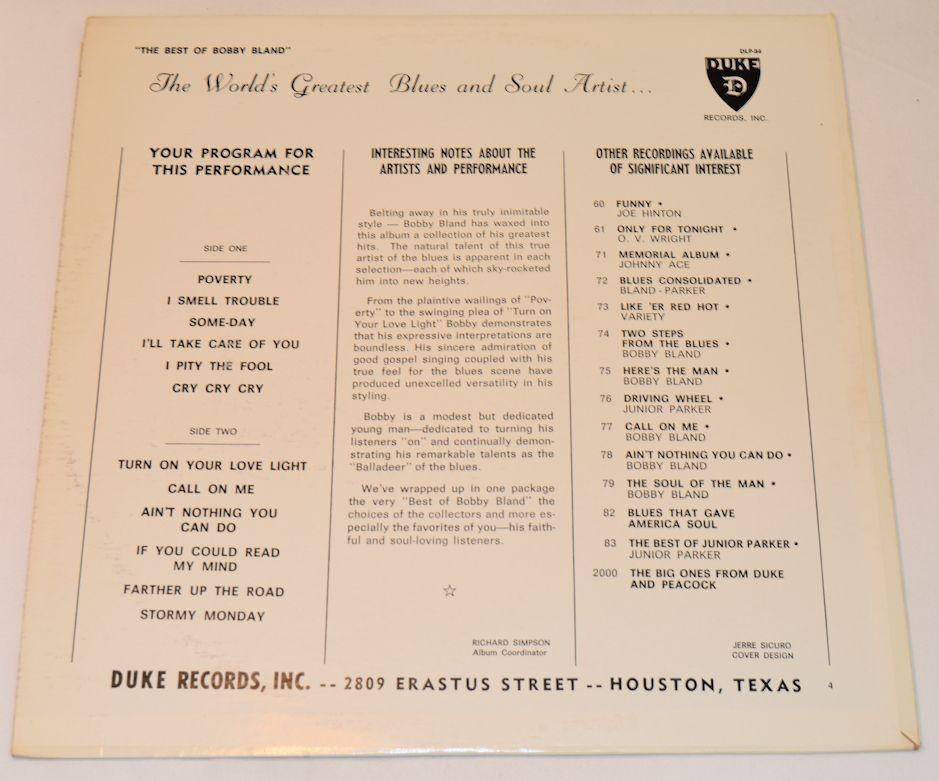 "THE BEST OF BOBBY BLAND"
The World's Greatest Blues and Soul Artist...
DLP-84
DUKE
D
RECORDS, INC.
YOUR PROGRAM FOR
THIS PERFORMANCE
SIDE ONE
POVERTY
I SMELL TROUBLE
SOME-DAY
I'LL TAKE CARE OF YOU
I PITY THE FOOL
CRY CRY CRY
SIDE TWO
TURN ON YOUR LOVE LIGHT
CALL ON ME
AIN'T NOTHING YOU
CAN DO
IF YOU COULD READ
MY MIND
FARTHER UP THE ROAD
STORMY MONDAY
INTERESTING NOTES ABOUT THE
ARTISTS AND PERFORMANCE
Belting away in his truly inimitable
style — Bobby Bland has waxed into
this album a collection of his greatest
hits. The natural talent of this true
artist of the blues is apparent in each
selection—each of which sky-rocketed
him into new heights.
From the plaintive wailings of "Pov-
erty" to the swinging plea of "Turn on
Your Love Light" Bobby demonstrates
that his expressive interpretations are
boundless. His sincere admiration of
good gospel singing coupled with his
true feel for the blues scene have
produced unexcelled versatility in his
styling.
Bobby is a modest but dedicated
young man—dedicated to turning his
listeners "on" and continually demon-
strating his remarkable talents as the
"Balladeer" of the blues.
We've wrapped up in one package
the very "Best of Bobby Bland" the
choices of the collectors and more es-
pecially the favorites of you—his faith-
ful and soul-loving listeners.
☆
RICHARD SIMPSON
Album Coordinator
OTHER RECORDINGS AVAILABLE
OF SIGNIFICANT INTEREST
60 FUNNY •
JOE HINTON
61 ONLY FOR TONIGHT •
O. V. WRIGHT
71 MEMORIAL ALBUM •
JOHNNY ACE
72 BLUES CONSOLIDATED •
BLAND - PARKER
73 LIKE 'ER RED HOT •
VARIETY
74 TWO STEPS
FROM THE BLUES •
BOBBY BLAND
75 HERE'S THE MAN •
BOBBY BLAND
76 DRIVING WHEEL •
JUNIOR PARKER
77 CALL ON ME •
BOBBY BLAND
78 AIN'T NOTHING YOU CAN DO •
BOBBY BLAND
79 THE SOUL OF THE MAN •
BOBBY BLAND
82 BLUES THAT GAVE
AMERICA SOUL
83 THE BEST OF JUNIOR PARKER •
JUNIOR PARKER
2000 THE BIG ONES FROM DUKE
AND PEACOCK
JERRE SICURO
COVER DESIGN
DUKE RECORDS, INC. -- 2809 ERASTUS STREET -- HOUSTON, TEXAS 4